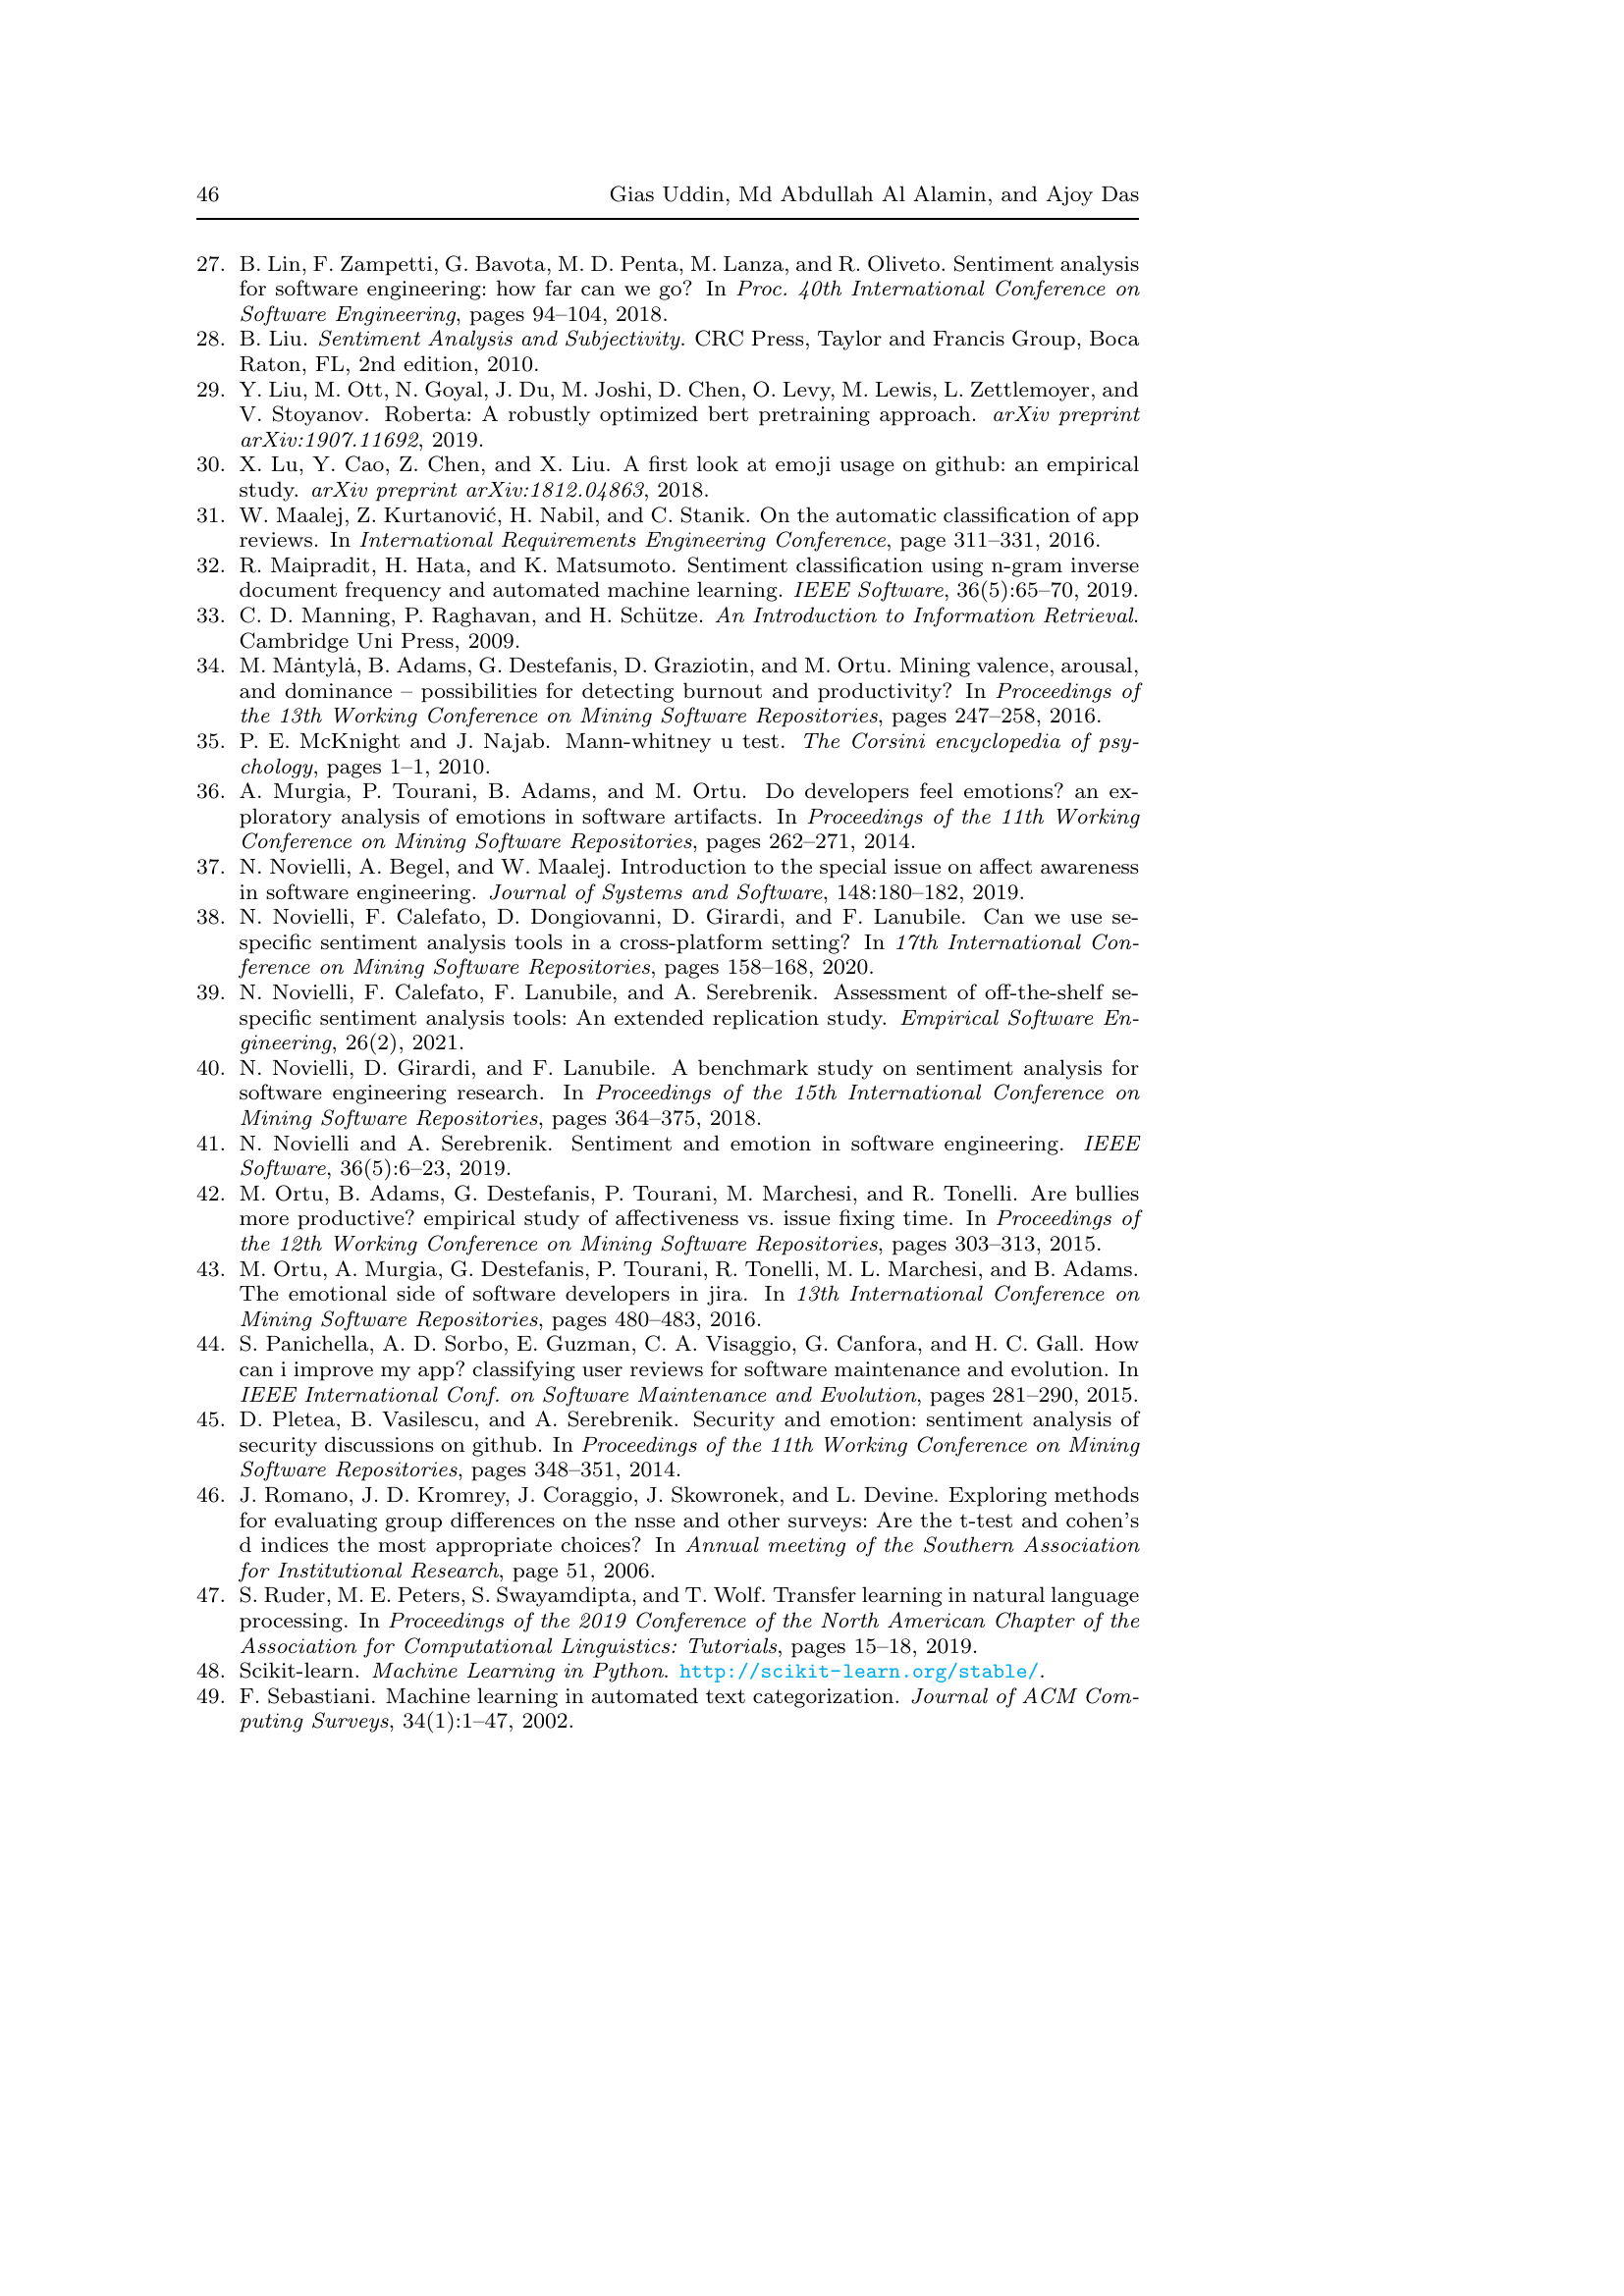 46 Gias Uddin, Md Abdullah Al Alamin, and Ajoy Das
27. B. Lin, F. Zampetti, G. Bavota, M. D. Penta, M. Lanza, and R. Oliveto. Sentiment analysis
for software engineering: how far can we go? In Proc. 40th International Conference on
Software Engineering, pages 94–104, 2018.
28. B. Liu. Sentiment Analysis and Subjectivity. CRC Press, Taylor and Francis Group, Boca
Raton, FL, 2nd edition, 2010.
29. Y. Liu, M. Ott, N. Goyal, J. Du, M. Joshi, D. Chen, O. Levy, M. Lewis, L. Zettlemoyer, and
V. Stoyanov. Roberta: A robustly optimized bert pretraining approach. arXiv preprint
arXiv:1907.11692, 2019.
30. X. Lu, Y. Cao, Z. Chen, and X. Liu. A first look at emoji usage on github: an empirical
study. arXiv preprint arXiv:1812.04863, 2018.
31. W. Maalej, Z. Kurtanović, H. Nabil, and C. Stanik. On the automatic classification of app
reviews. In International Requirements Engineering Conference, page 311–331, 2016.
32. R. Maipradit, H. Hata, and K. Matsumoto. Sentiment classification using n-gram inverse
document frequency and automated machine learning. IEEE Software, 36(5):65–70, 2019.
33. C. D. Manning, P. Raghavan, and H. Schütze. An Introduction to Information Retrieval.
Cambridge Uni Press, 2009.
34. M. Mȧntylȧ, B. Adams, G. Destefanis, D. Graziotin, and M. Ortu. Mining valence, arousal,
and dominance – possibilities for detecting burnout and productivity? In Proceedings of
the 13th Working Conference on Mining Software Repositories, pages 247–258, 2016.
35. P. E. McKnight and J. Najab. Mann-whitney u test. The Corsini encyclopedia of psy-
chology, pages 1–1, 2010.
36. A. Murgia, P. Tourani, B. Adams, and M. Ortu. Do developers feel emotions? an ex-
ploratory analysis of emotions in software artifacts. In Proceedings of the 11th Working
Conference on Mining Software Repositories, pages 262–271, 2014.
37. N. Novielli, A. Begel, and W. Maalej. Introduction to the special issue on affect awareness
in software engineering. Journal of Systems and Software, 148:180–182, 2019.
38. N. Novielli, F. Calefato, D. Dongiovanni, D. Girardi, and F. Lanubile. Can we use se-
specific sentiment analysis tools in a cross-platform setting? In 17th International Con-
ference on Mining Software Repositories, pages 158–168, 2020.
39. N. Novielli, F. Calefato, F. Lanubile, and A. Serebrenik. Assessment of off-the-shelf se-
specific sentiment analysis tools: An extended replication study. Empirical Software En-
gineering, 26(2), 2021.
40. N. Novielli, D. Girardi, and F. Lanubile. A benchmark study on sentiment analysis for
software engineering research. In Proceedings of the 15th International Conference on
Mining Software Repositories, pages 364–375, 2018.
41. N. Novielli and A. Serebrenik. Sentiment and emotion in software engineering. IEEE
Software, 36(5):6–23, 2019.
42. M. Ortu, B. Adams, G. Destefanis, P. Tourani, M. Marchesi, and R. Tonelli. Are bullies
more productive? empirical study of affectiveness vs. issue fixing time. In Proceedings of
the 12th Working Conference on Mining Software Repositories, pages 303–313, 2015.
43. M. Ortu, A. Murgia, G. Destefanis, P. Tourani, R. Tonelli, M. L. Marchesi, and B. Adams.
The emotional side of software developers in jira. In 13th International Conference on
Mining Software Repositories, pages 480–483, 2016.
44. S. Panichella, A. D. Sorbo, E. Guzman, C. A. Visaggio, G. Canfora, and H. C. Gall. How
can i improve my app? classifying user reviews for software maintenance and evolution. In
IEEE International Conf. on Software Maintenance and Evolution, pages 281–290, 2015.
45. D. Pletea, B. Vasilescu, and A. Serebrenik. Security and emotion: sentiment analysis of
security discussions on github. In Proceedings of the 11th Working Conference on Mining
Software Repositories, pages 348–351, 2014.
46. J. Romano, J. D. Kromrey, J. Coraggio, J. Skowronek, and L. Devine. Exploring methods
for evaluating group differences on the nsse and other surveys: Are the t-test and cohen's
d indices the most appropriate choices? In Annual meeting of the Southern Association
for Institutional Research, page 51, 2006.
47. S. Ruder, M. E. Peters, S. Swayamdipta, and T. Wolf. Transfer learning in natural language
processing. In Proceedings of the 2019 Conference of the North American Chapter of the
Association for Computational Linguistics: Tutorials, pages 15–18, 2019.
48. Scikit-learn. Machine Learning in Python. http://scikit-learn.org/stable/.
49. F. Sebastiani. Machine learning in automated text categorization. Journal of ACM Com-
puting Surveys, 34(1):1–47, 2002.